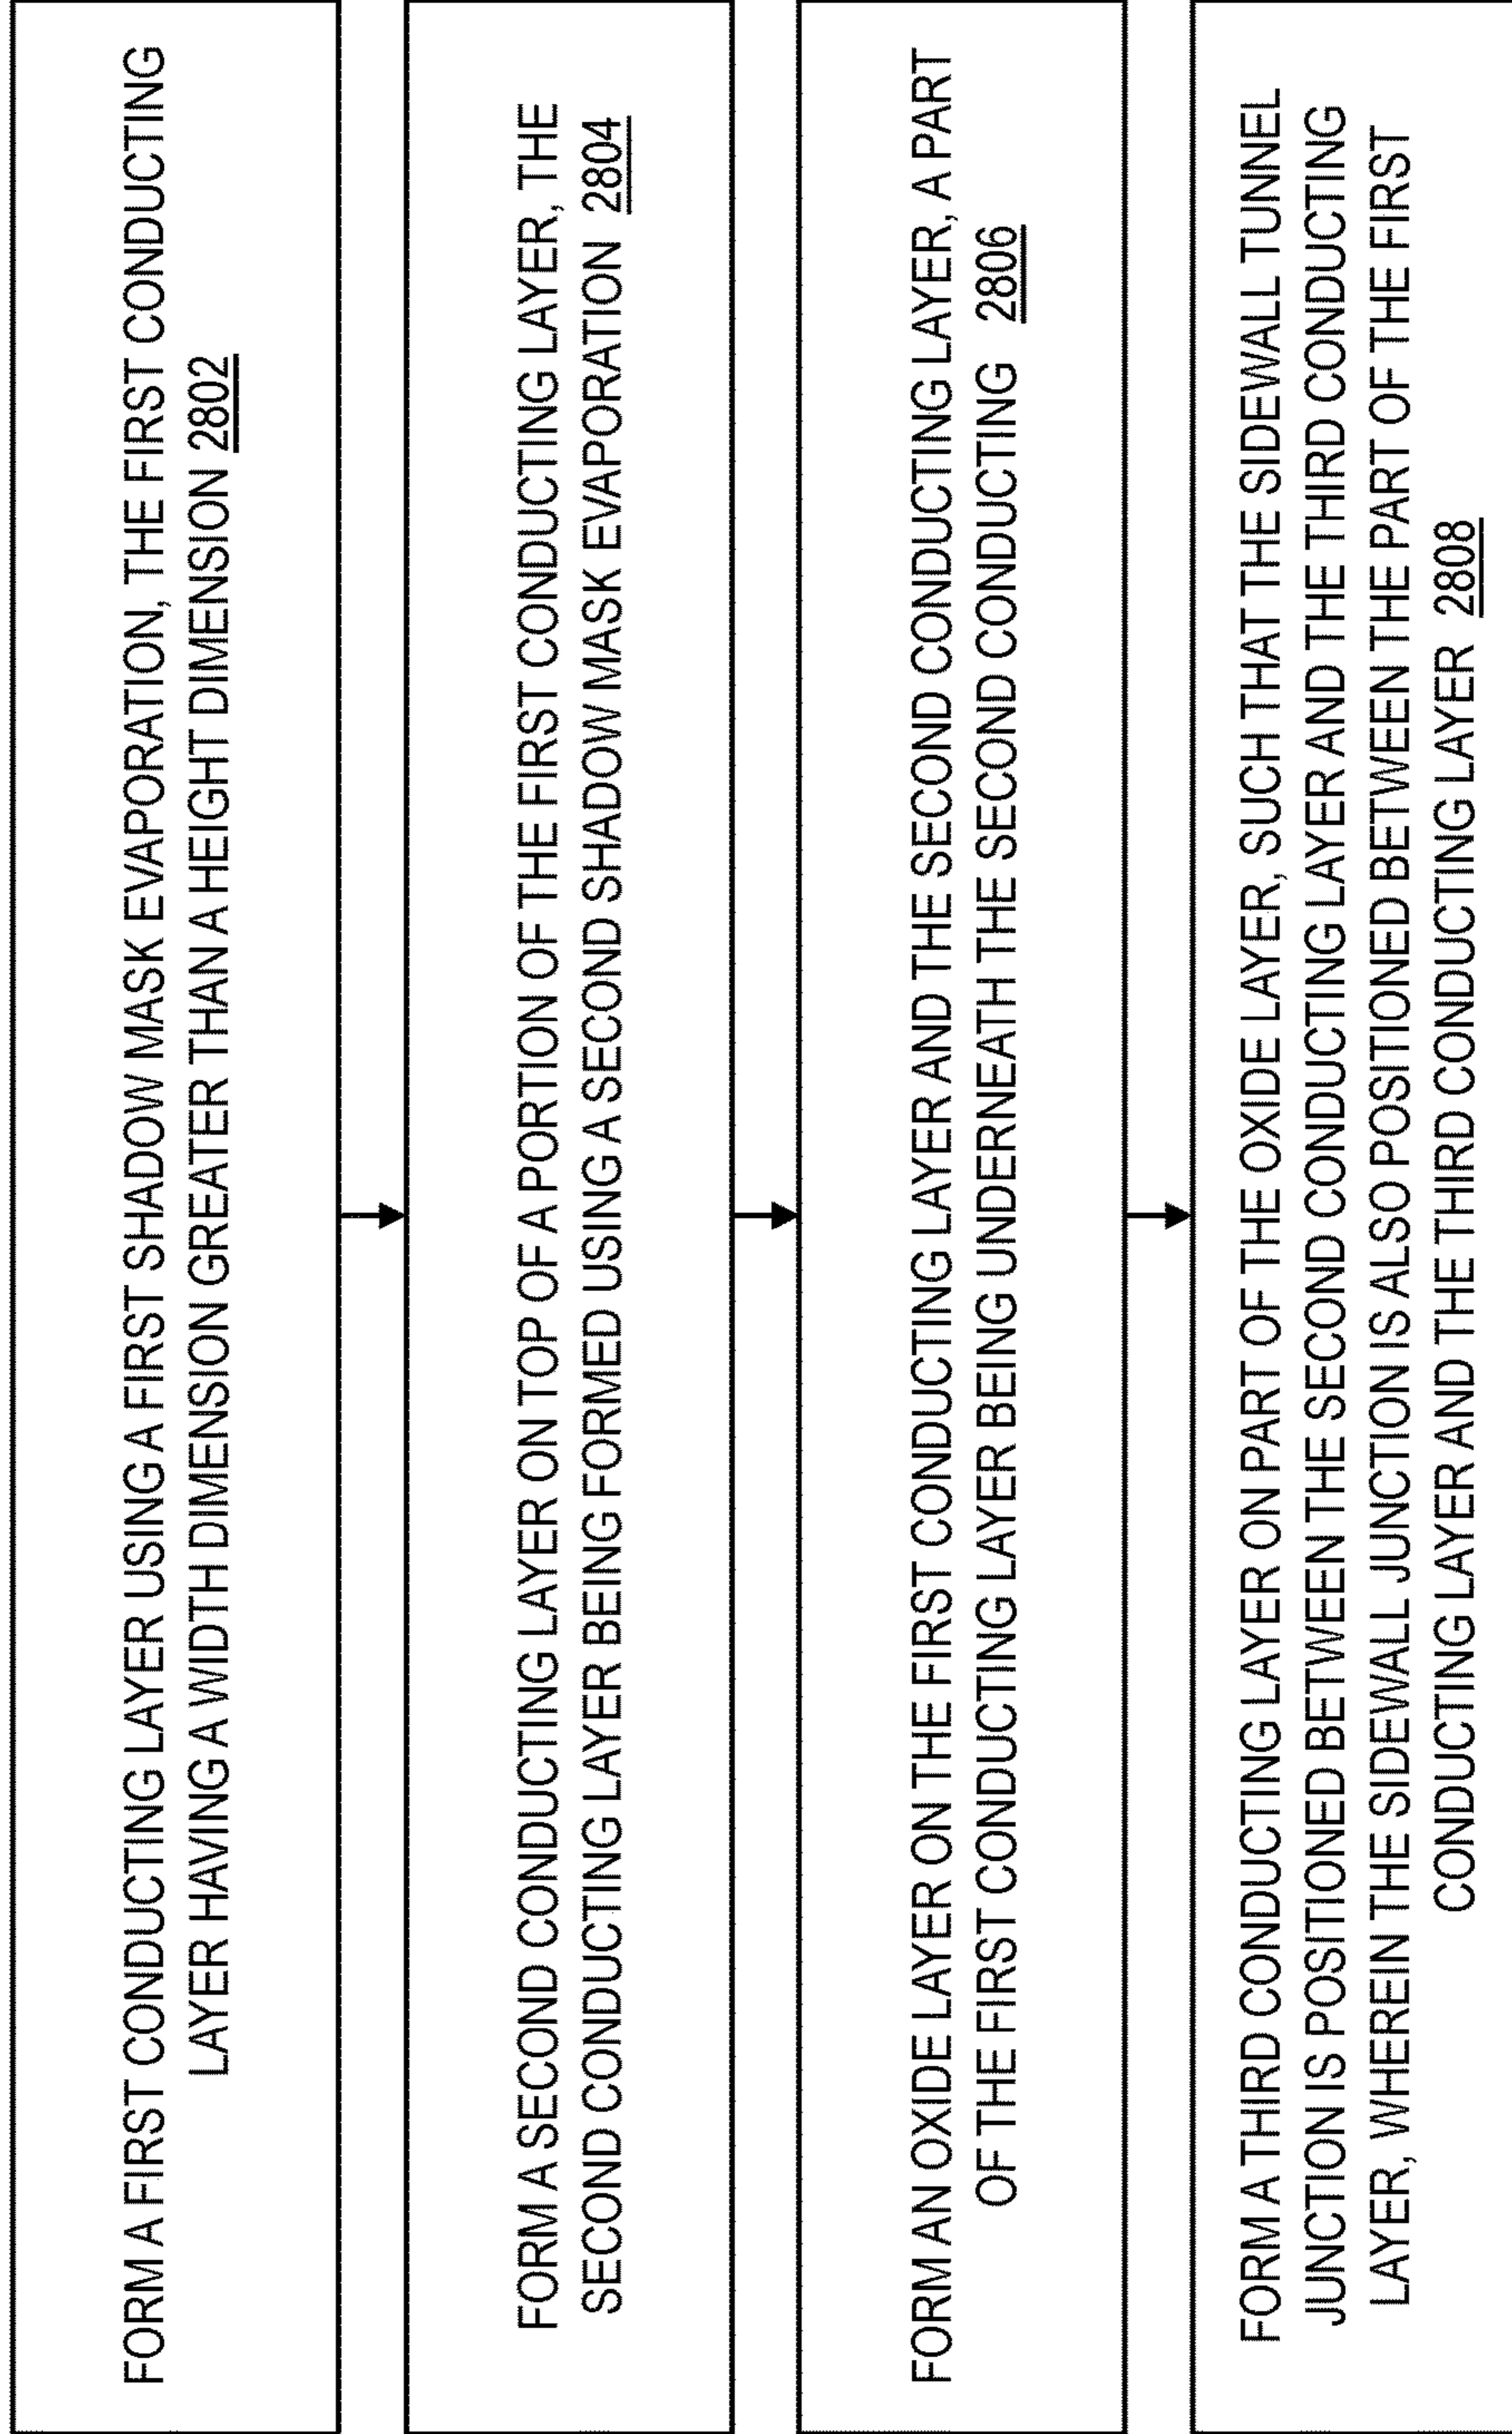 FORM A FIRST CONDUCTING LAYER USING A FIRST SHADOW MASK EVAPORATION, THE FIRST CONDUCTING
LAYER HAVING A WIDTH DIMENSION GREATER THAN A HEIGHT DIMENSION 2802
FORM A SECOND CONDUCTING LAYER ON TOP OF A PORTION OF THE FIRST CONDUCTING LAYER, THE
SECOND CONDUCTING LAYER BEING FORMED USING A SECOND SHADOW MASK EVAPORATION 2804
FORM AN OXIDE LAYER ON THE FIRST CONDUCTING LAYER AND THE SECOND CONDUCTING LAYER, A PART
OF THE FIRST CONDUCTING LAYER BEING UNDERNEATH THE SECOND CONDUCTING 2806
FORM A THIRD CONDUCTING LAYER ON PART OF THE OXIDE LAYER, SUCH THAT THE SIDEWALL TUNNEL
JUNCTION IS POSITIONED BETWEEN THE SECOND CONDUCTING LAYER AND THE THIRD CONDUCTING
LAYER, WHEREIN THE SIDEWALL JUNCTION IS ALSO POSITIONED BETWEEN THE PART OF THE FIRST
CONDUCTING LAYER AND THE THIRD CONDUCTING LAYER 2808